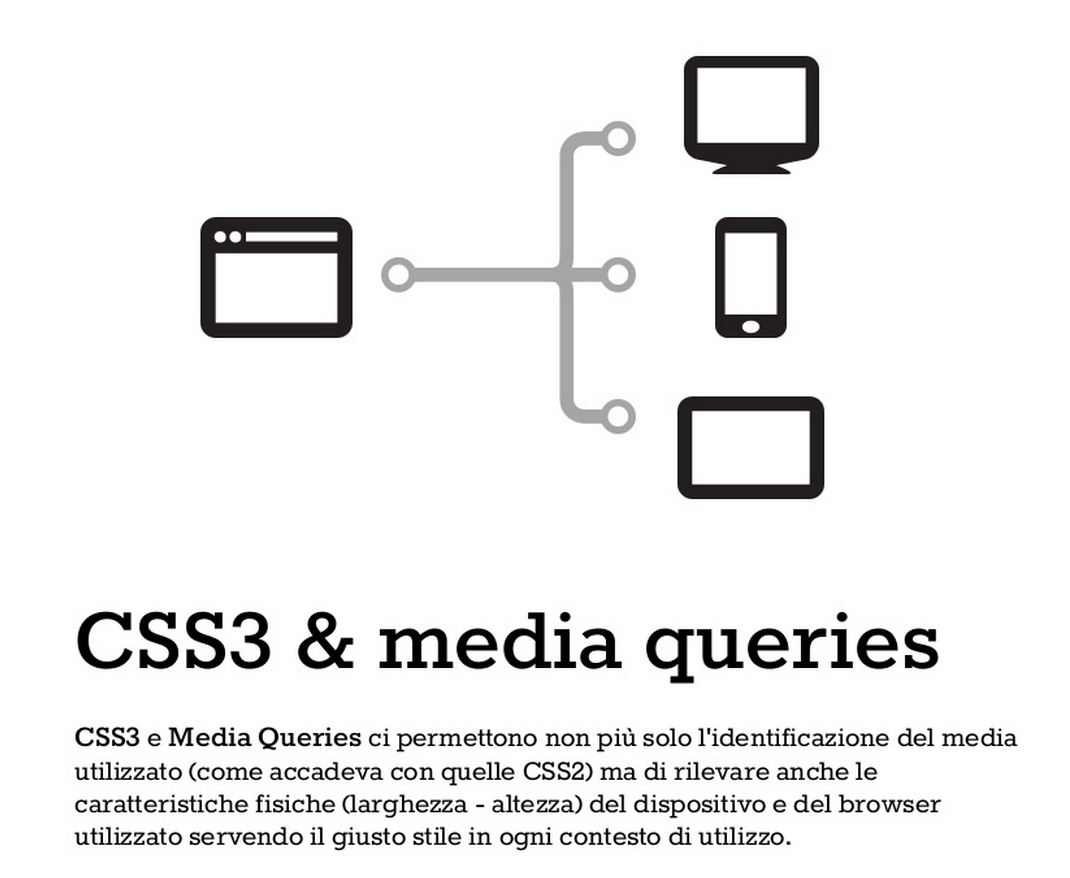 CSS3 & media queries
CSS3 e Media Queries ci permettono non più solo l'identificazione del media
utilizzato (come accadeva con quelle CSS2) ma di rilevare anche le
caratteristiche fisiche (larghezza - altezza) del dispositivo e del browser
utilizzato servendo il giusto stile in ogni contesto di utilizzo.